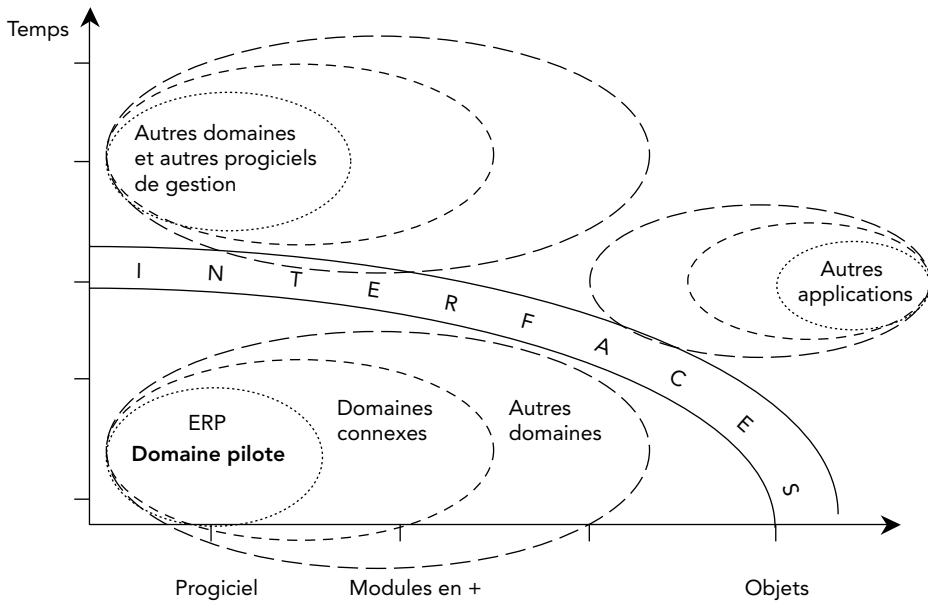 Temps
Autres domaines
et autres progiciels
de gestion
Autres
applications
INTERFACES
ERP
Domaine pilote
Domaines
connexes
Autres
domaines
Progiciel
Modules en +
Objets